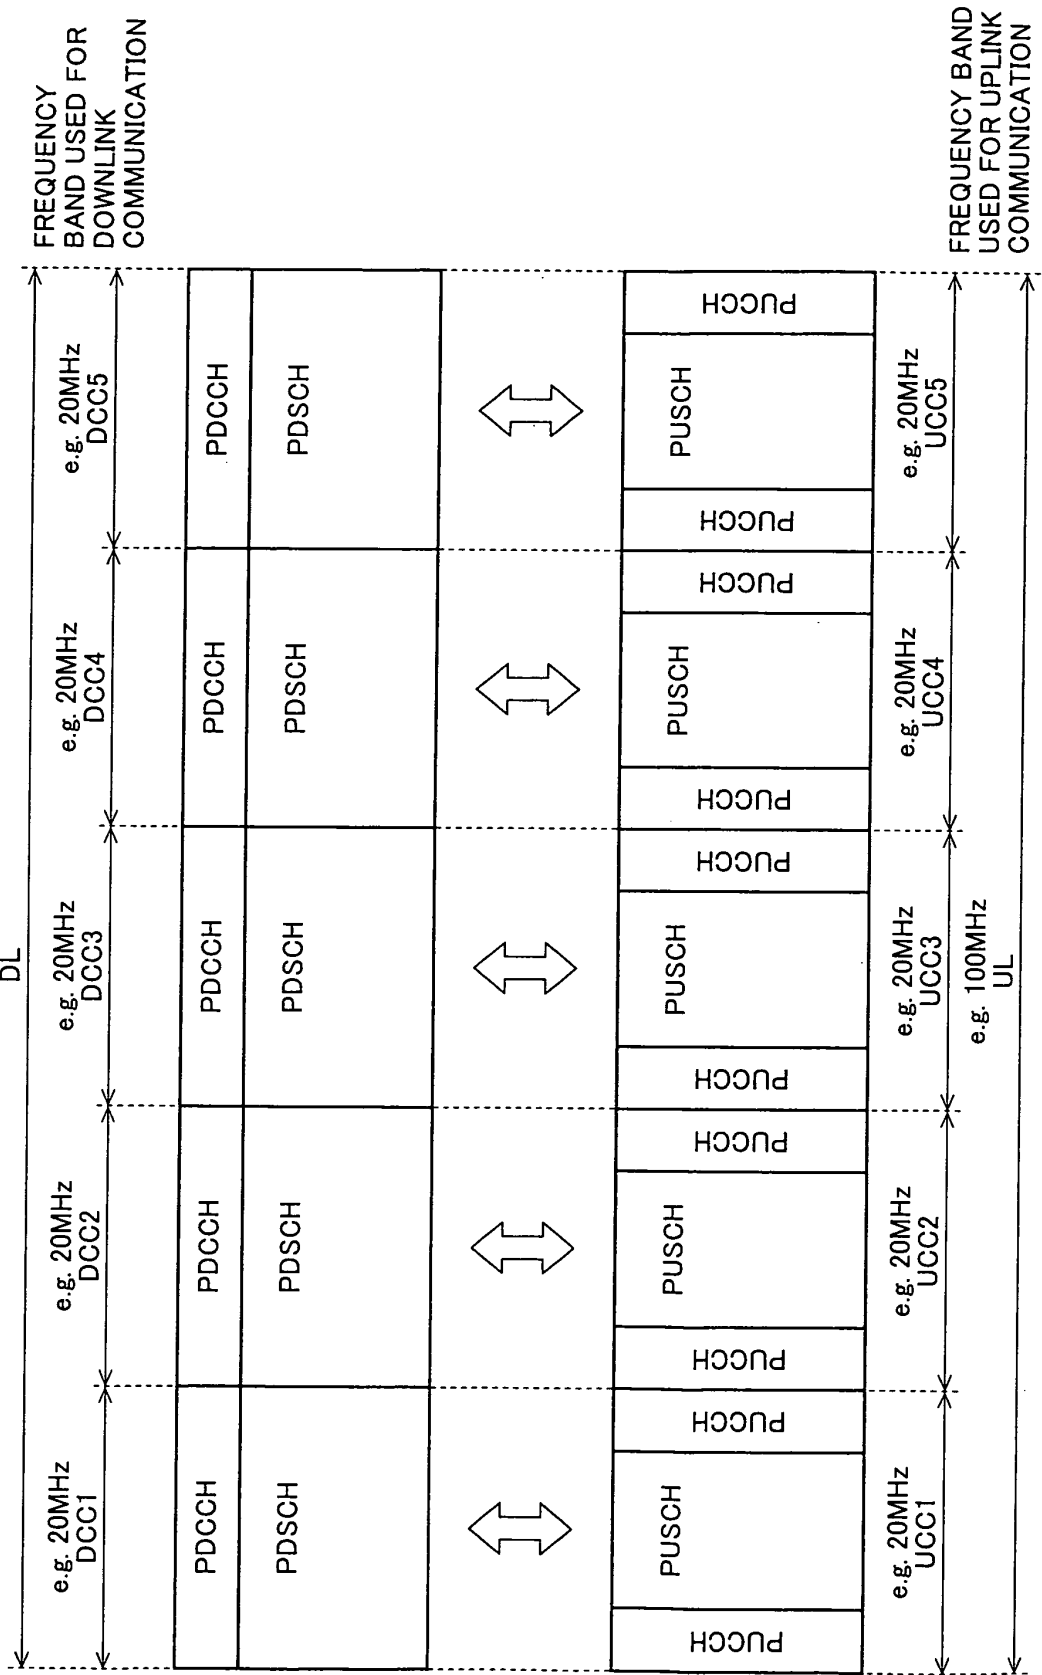 DL
FREQUENCY
BAND USED FOR
DOWNLINK
COMMUNICATION
e.g. 20MHz
DCC1
e.g. 20MHz
DCC2
e.g. 20MHz
DCC3
e.g. 20MHz
DCC4
e.g. 20MHz
DCC5
PDCCH
PDCCH
PDCCH
PDCCH
PDCCH
PDSCH
PDSCH
PDSCH
PDSCH
PDSCH
PUCCH
PUSCH
PUCCH
PUCCH
PUSCH
PUCCH
PUCCH
PUSCH
PUCCH
PUCCH
PUSCH
PUCCH
PUCCH
PUSCH
PUCCH
e.g. 20MHz
UCC1
e.g. 20MHz
UCC2
e.g. 20MHz
UCC3
e.g. 20MHz
UCC4
e.g. 20MHz
UCC5
e.g. 100MHz
UL
FREQUENCY BAND
USED FOR UPLINK
COMMUNICATION